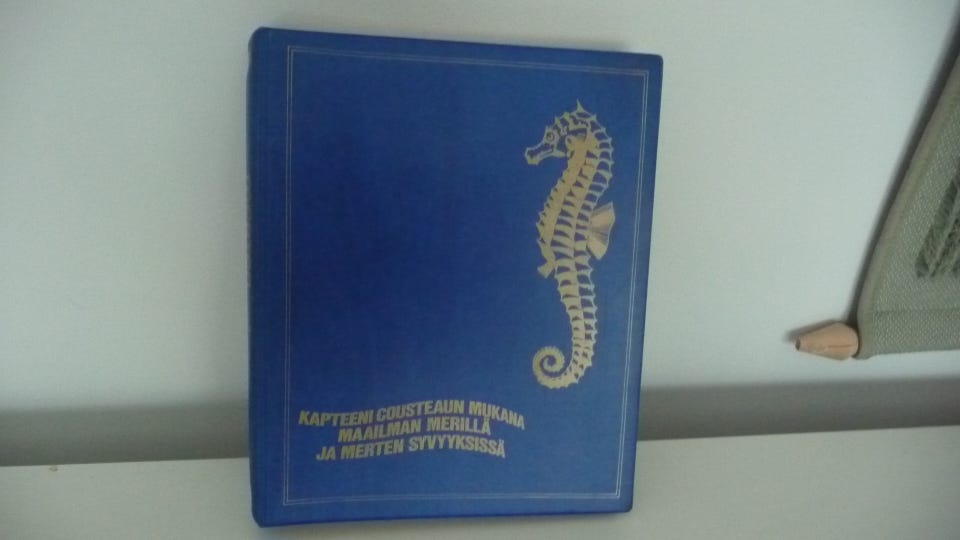 KAPTEENI COUSTEAUN MUKANA
MAAILMAN MERILLÄ
JA MERTEN SYVYYKSISSÄ